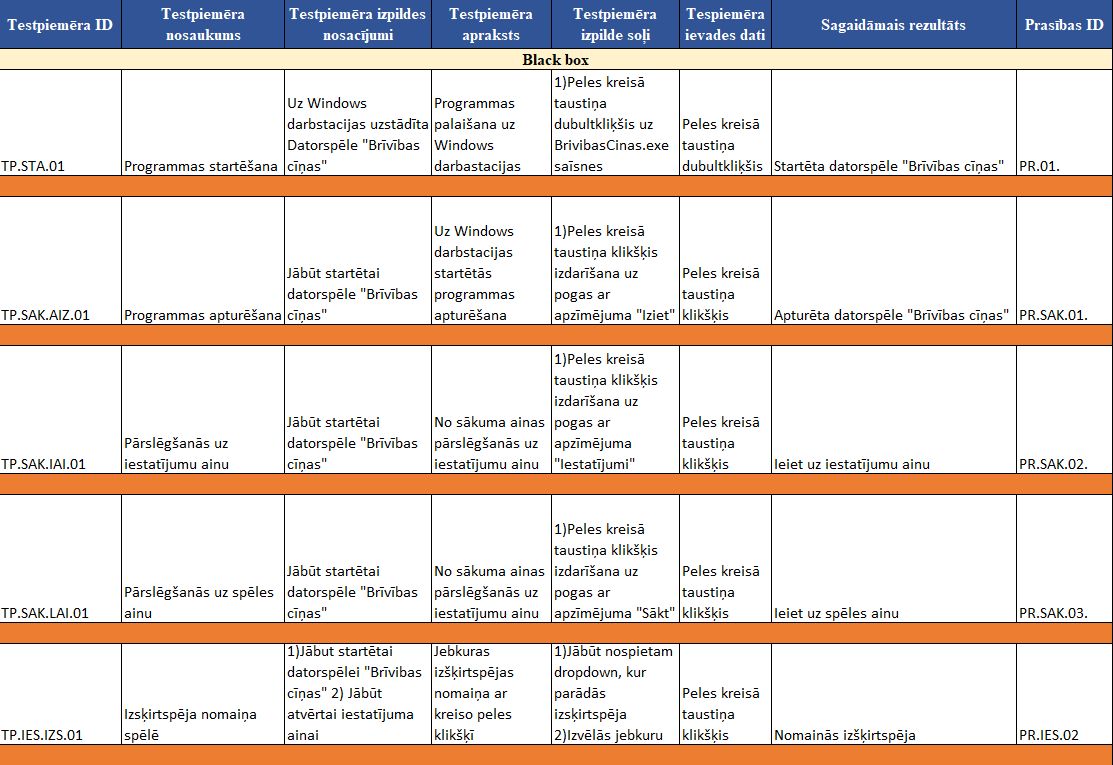 Testpiemēra ID
Testpiemēra
nosaukums
Testpiemēra izpildes
nosacījumi
Testpiemēra
apraksts
Testpiemēra
izpilde soļi
Tespiemēra
ievades dati
Sagaidāmais rezultāts
Prasības ID
Black box
TP.STA.01
Programmas startēšana
Uz Windows
darbstacijas uzstādīta
Datorspēle "Brīvības
cīņas"
Programmas
palaišana uz
Windows
darbastacijas
1)Peles kreisā
taustiņa
dubultkļikšis uz
BrivibasCinas.exe
saīsnes
Peles kreisā
taustiņa
dubultkļikšis
Startēta datorspēle "Brīvības cīņas"
PR.01.
TP.SAK.AIZ.01
Programmas apturēšana
Jābūt startētai
datorspēle "Brīvības
cīņas"
Uz Windows
darbstacijas
startētās
programmas
apturēšana
1)Peles kreisā
taustiņa klikšķis
izdarīšana uz
pogas ar
apzīmējuma "Iziet"
Peles kreisā
taustiņa
klikšķis
Apturēta datorspēle "Brīvības cīņas"
PR.SAK.01.
TP.SAK.IAI.01
Pārslēgšanās uz
iestatījumu ainu
Jābūt startētai
datorspēle "Brīvības
cīņas"
No sākuma ainas
pārslēgšanās uz
iestatījumu ainu
1)Peles kreisā
taustiņa klikšķis
izdarīšana uz
pogas ar
apzīmējuma
"Iestatījumi"
Peles kreisā
taustiņa
klikšķis
Ieiet uz iestatījumu ainu
PR.SAK.02.
TP.SAK.LAI.01
Pārslēgšanās uz spēles
ainu
Jābūt startētai
datorspēle "Brīvības
cīņas"
No sākuma ainas
pārslēgšanās uz
iestatījumu ainu
1)Peles kreisā
taustiņa klikšķis
izdarīšana uz
pogas ar
apzīmējuma "Sākt"
Peles kreisā
taustiņa
klikšķis
Ieiet uz spēles ainu
PR.SAK.03.
TP.IES.IZS.01
Izsķirtspēja nomaiņa
spēlē
1)Jābut startētai
datorspēlei "Brīvibas
cīņas" 2) Jābūt
atvērtai iestatījuma
ainai
Jebkuras
izšķirtspējas
nomaiņa ar
kreiso peles
klikšķī
1)Jābūt nospietam
dropdown, kur
parādās
izsķirtspēja
2)Izvēlās jebkuru
Peles kreisā
taustiņa
klikšķis
Nomainās izšķirtspēja
PR.IES.02